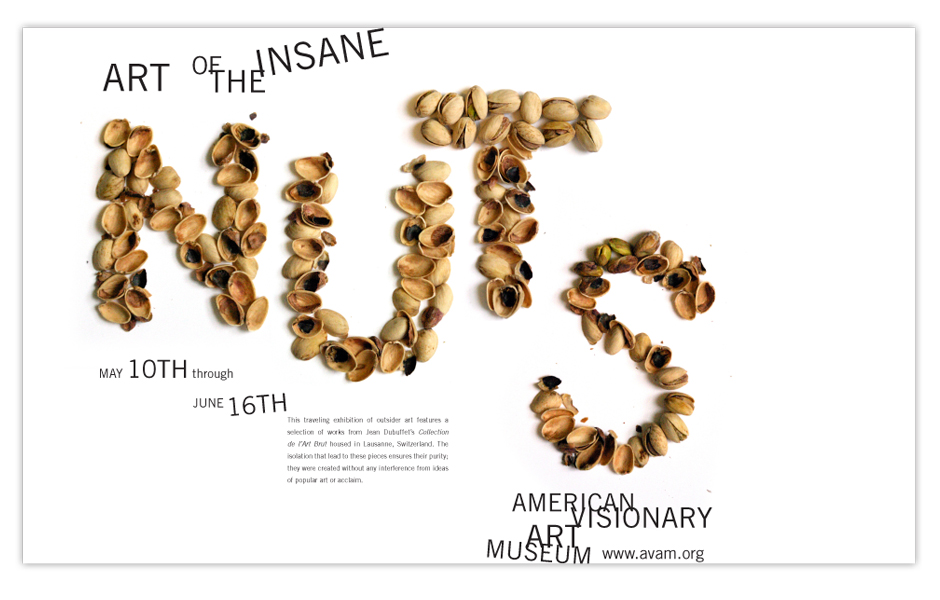 ART OF THE INSANE
NUTS
MAY 10TH through
JUNE 16TH
This traveling exhibition of outsider art features a
selection of works from Jean Dubuffet's Collection
de l'Art Brut housed in Lausanne, Switzerland. The
isolation that lead to these pieces ensures their purity;
they were created without any interference from ideas
of popular art or acclaim.
AMERICAN
VISIONARY
ART
MUSEUM www.avam.org